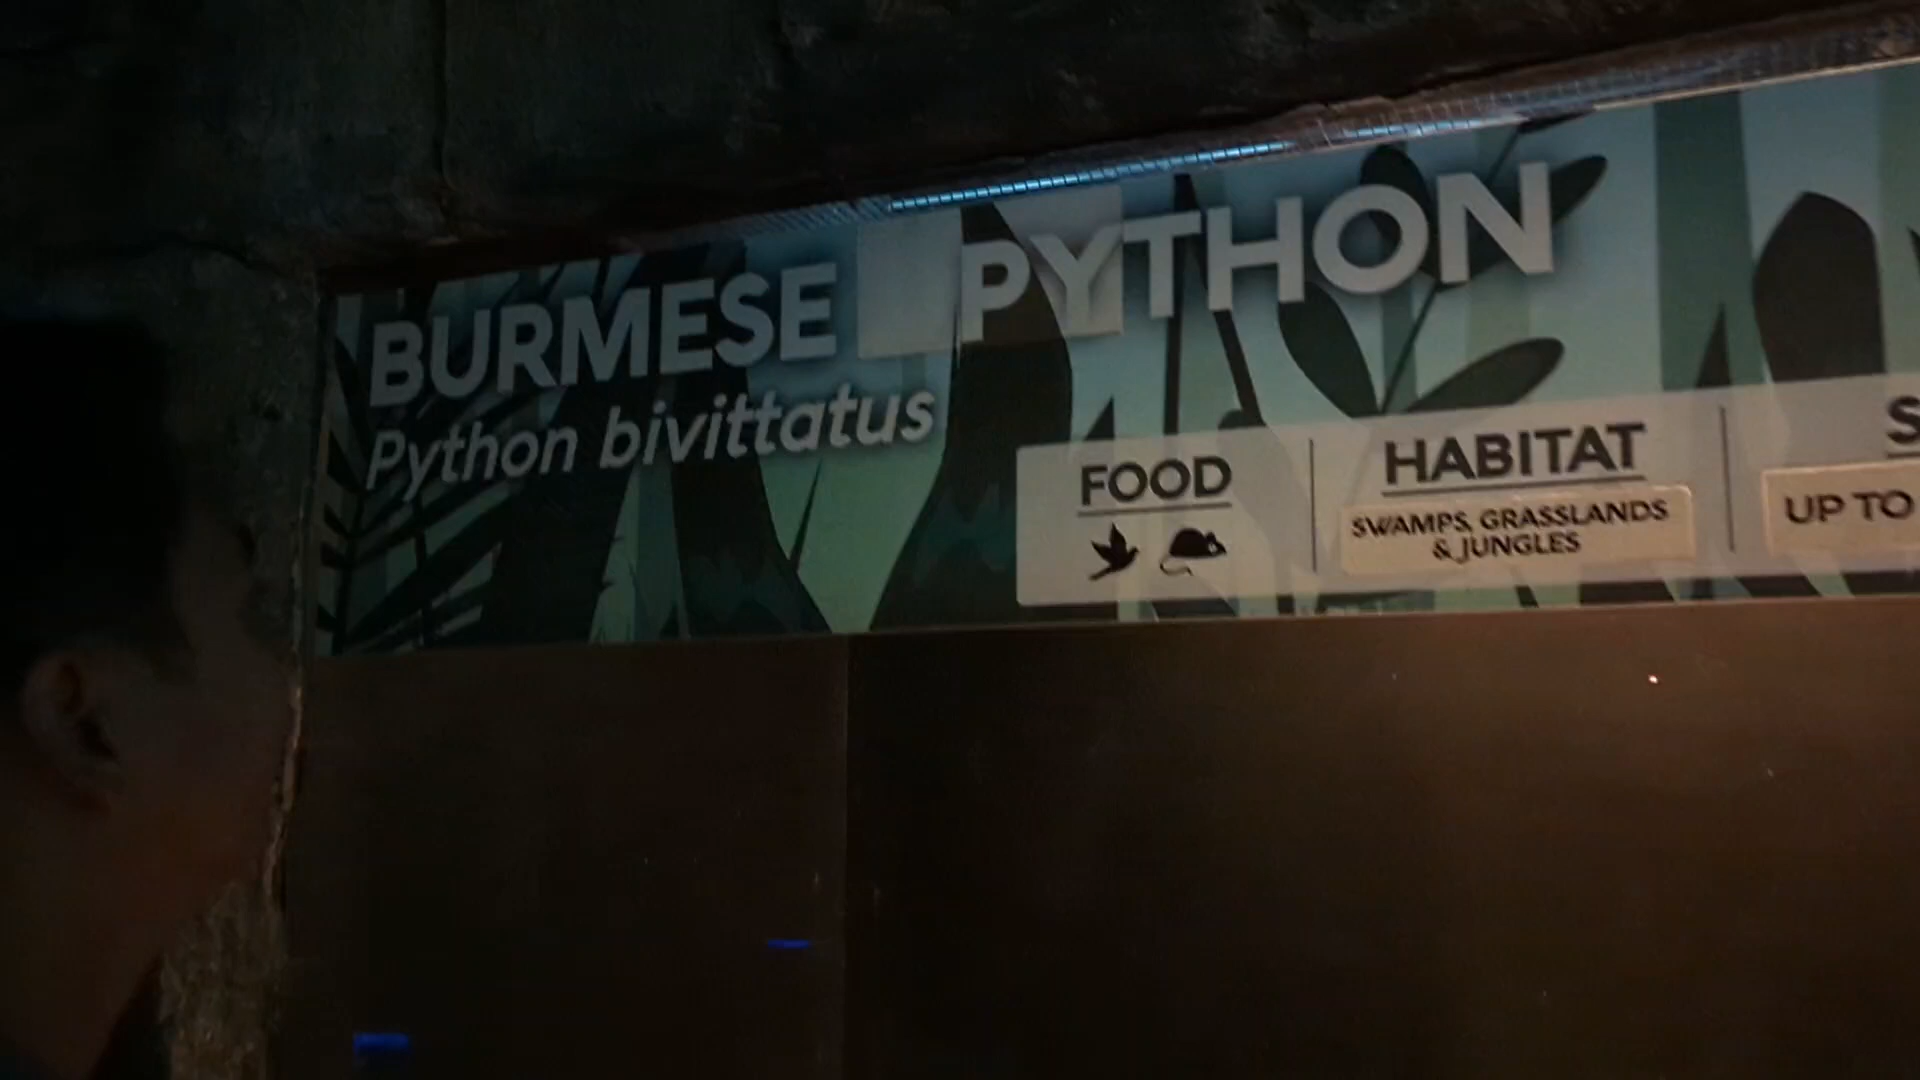 BURMESE PYTHON
Python bivittatus
FOOD
HABITAT
SWAMPS, GRASSLANDS
& JUNGLES
UP TO